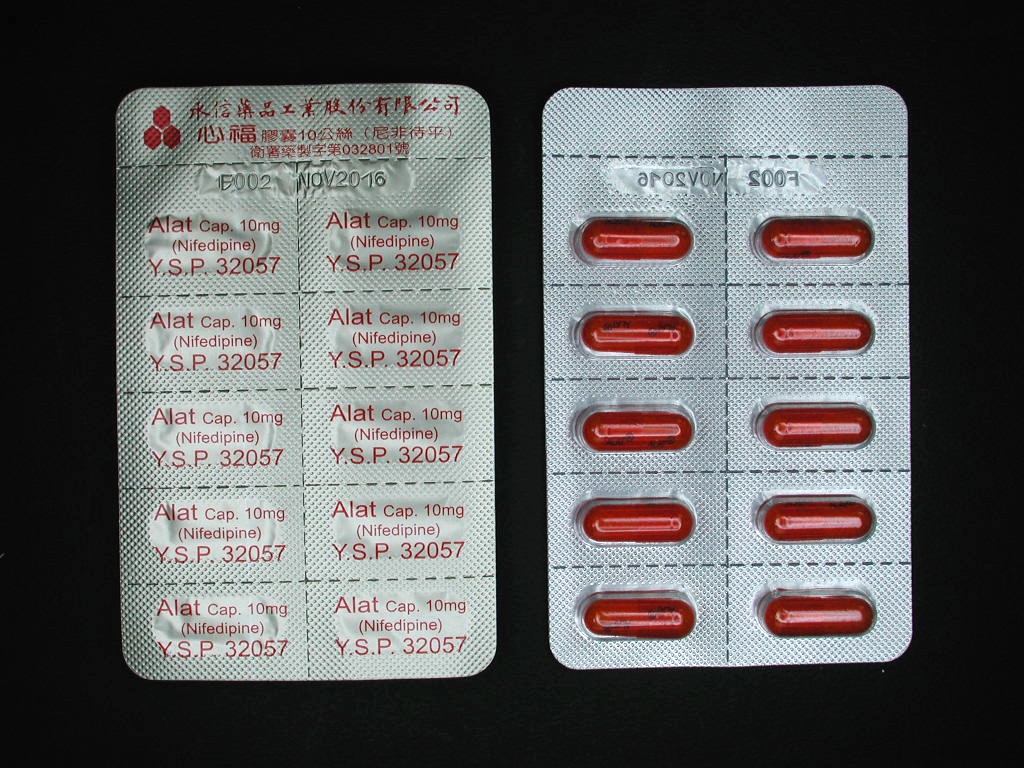 永信藥品工業股份有限公司
心福 膠囊10公絲（尼非待平）
衛署藥製字第032801號
F002 NOV2016
Alat Cap. 10mg
(Nifedipine)
Y.S.P. 32057
Alat Cap. 10mg
(Nifedipine)
Y.S.P. 32057
Alat Cap. 10mg
(Nifedipine)
Y.S.P. 32057
Alat Cap. 10mg
(Nifedipine)
Y.S.P. 32057
Alat Cap. 10mg
(Nifedipine)
Y.S.P. 32057
Alat Cap. 10mg
(Nifedipine)
Y.S.P. 32057
Alat Cap. 10mg
(Nifedipine)
Y.S.P. 32057
Alat Cap. 10mg
(Nifedipine)
Y.S.P. 32057
Alat Cap. 10mg
(Nifedipine)
Y.S.P. 32057
Alat Cap. 10mg
(Nifedipine)
Y.S.P. 32057
F002 NOV2016